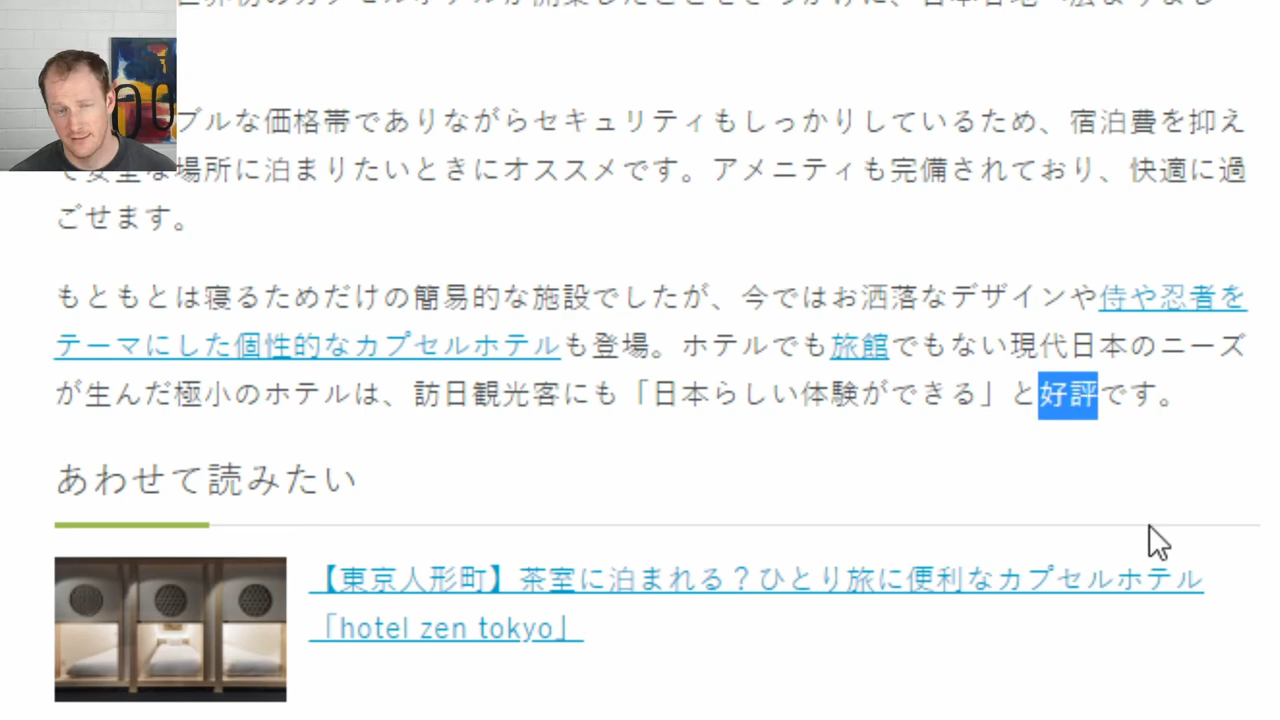 ブルな価格帯でありながらセキュリティもしっかりしているため、宿泊費を抑え
場所に泊まりたいときにオススメです。アメニティも完備されており、快適に過
ごせます。
もともとは寝るためだけの簡易的な施設でしたが、今ではお洒落なデザインや侍や忍者を
テーマにした個性的なカプセルホテルも登場。ホテルでも旅館でもない現代日本のニーズ
が生んだ極小のホテルは、訪日観光客にも「日本らしい体験ができる」と好評です。
あわせて読みたい
【東京人形町】茶室に泊まれる？ひとり旅に便利なカプセルホテル
「hotel zen tokyo」